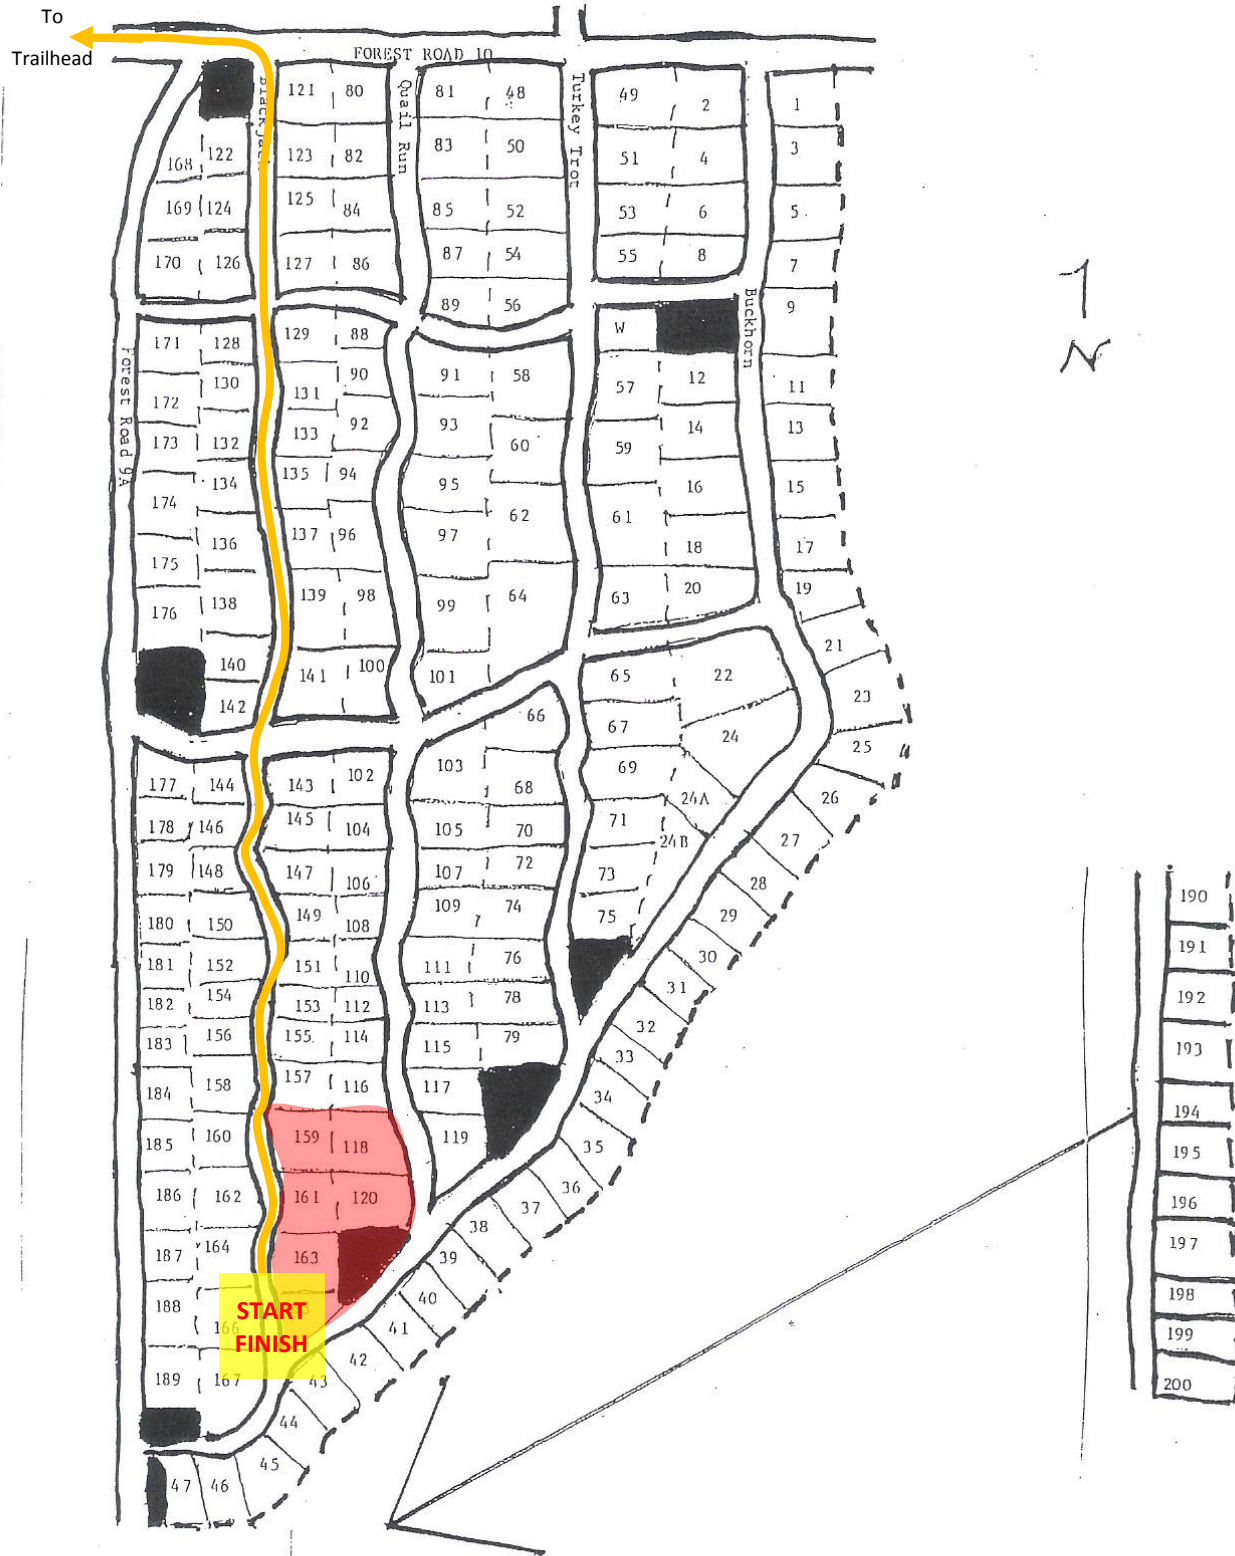 To
Trailhead
FOREST ROAD 10
Blackjack
Quail Run
Turkey Trot
Buckhorn
Forest Road 9A
121 80 81 48 49 2 1
168 122 123 82 83 50 51 4 3
169 124 125 84 85 52 53 6 5
170 126 127 86 87 54 55 8 7
89 56 W 9
171 128 129 88
172 130 131 90 91 58 57 12 11
173 132 133 92 93 60 59 14 13
174 134 135 94 95 62 61 16 15
175 136 137 96 97 18 17
176 138 139 98 99 64 63 20 19
140 141 100 101 65 22 21
142 66 67 24 23
177 144 143 102 103 68 69 24A 25
178 146 145 104 105 70 71 24B 26
179 148 147 106 107 72 73 27
180 150 149 108 109 74 75 28
181 152 151 110 111 76 29
182 154 153 112 113 78 30
183 156 155 114 115 79 31
184 158 157 116 117 32
185 160 159 118 119 33
186 162 161 120 34
187 164 163 35
188 166 36
189 167 37
38
39
40
41
42
43
44
45
47 46
START
FINISH
N
190
191
192
193
194
195
196
197
198
199
200